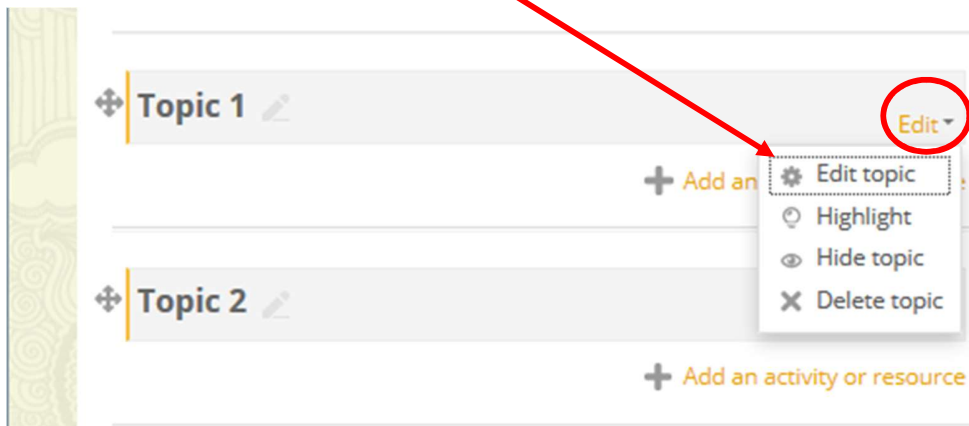 Topic 1
Edit
Add an
Edit topic
Highlight
Hide topic
Topic 2
Delete topic
Add an activity or resource